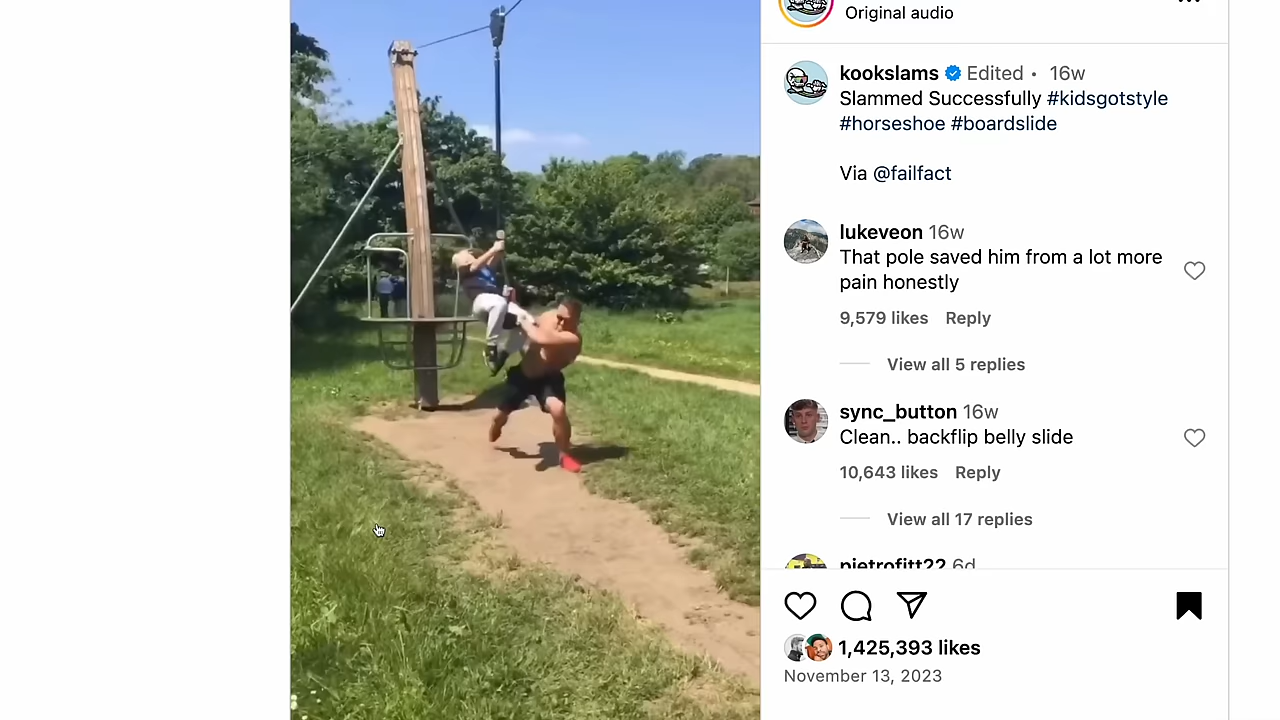 Original audio
kookslams Edited • 16w
Slammed Successfully #kidsgotstyle
#horseshoe #boardslide
Via @failfact
lukeveon 16w
That pole saved him from a lot more
pain honestly
9,579 likes Reply
View all 5 replies
sync_button 16w
Clean.. backflip belly slide
10,643 likes Reply
View all 17 replies
pietrofitt22 6d
1,425,393 likes
November 13, 2023